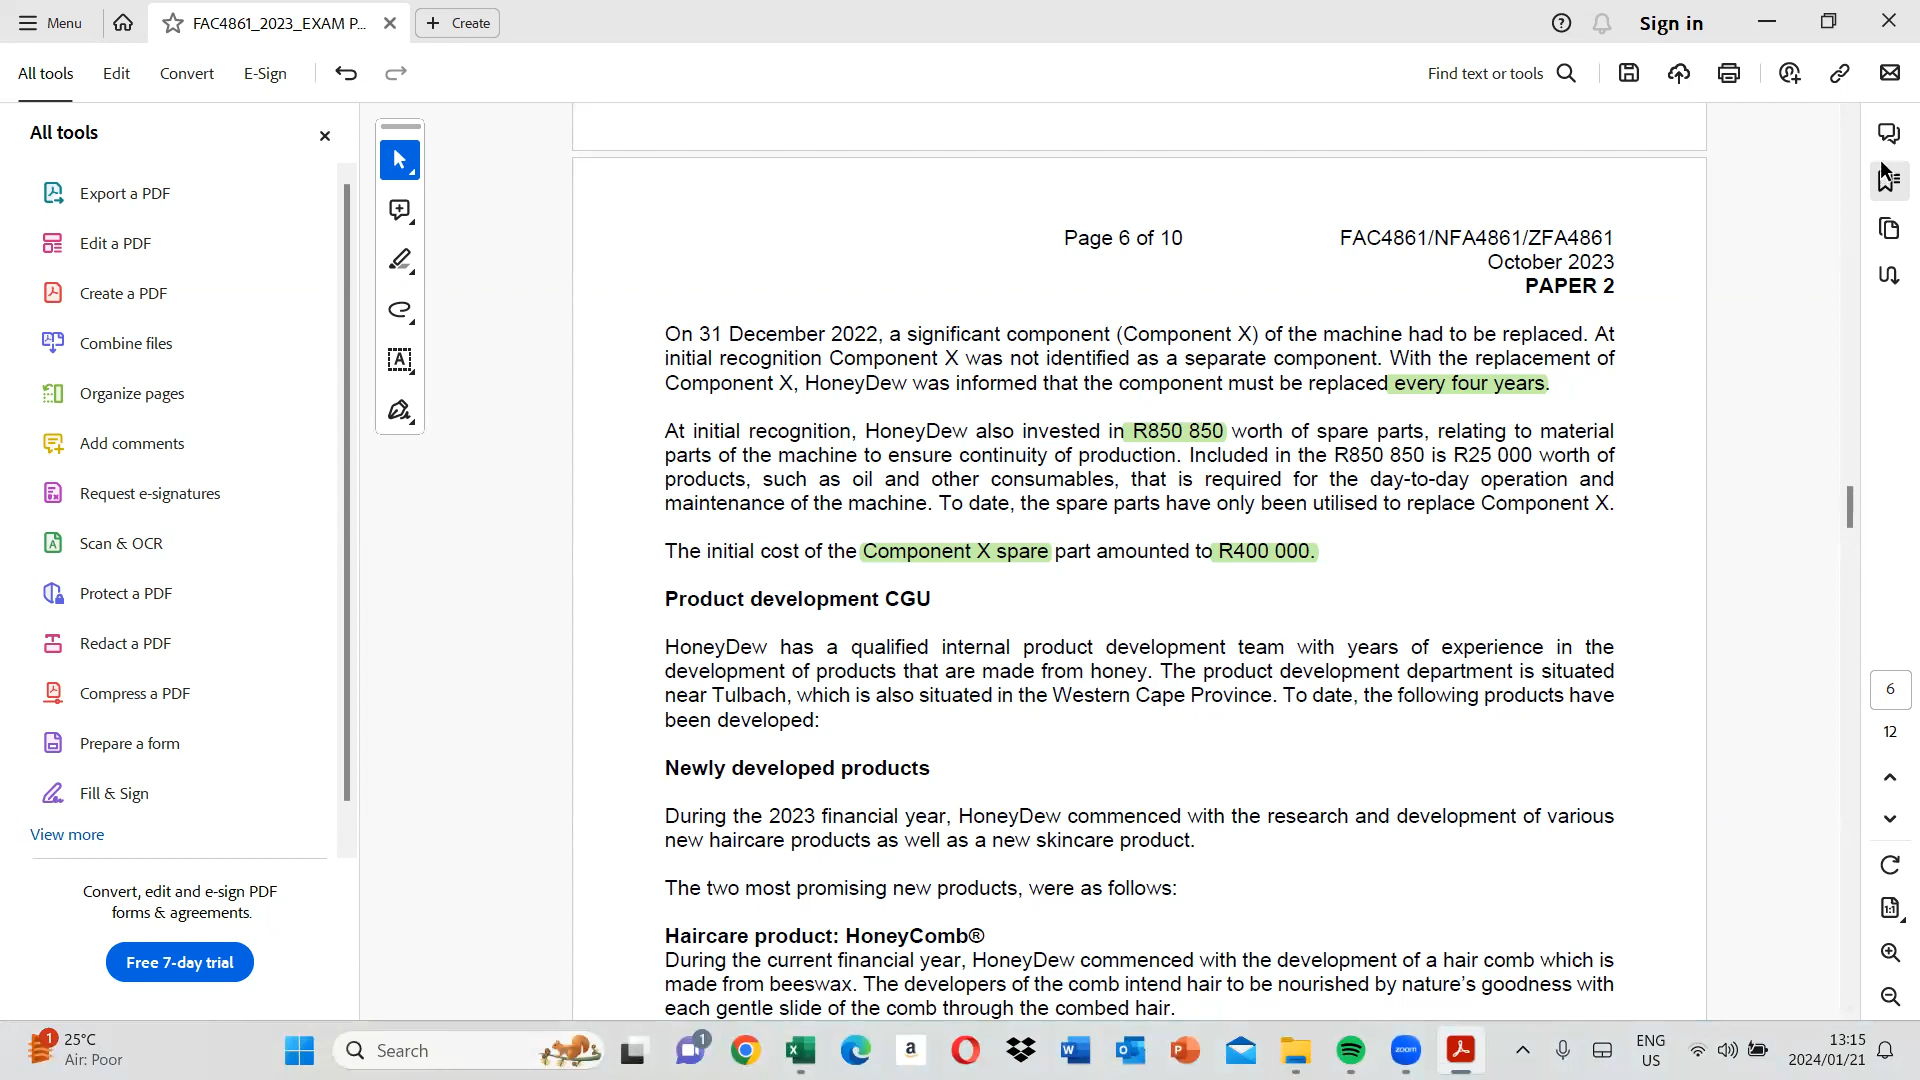 Menu
FAC4861_2023_EXAM P...
Create
Sign in
All tools
Edit
Convert
E-Sign
Find text or tools
All tools
Export a PDF
Edit a PDF
Create a PDF
Combine files
Organize pages
Add comments
Request e-signatures
Scan & OCR
Protect a PDF
Redact a PDF
Compress a PDF
Prepare a form
Fill & Sign
View more
Convert, edit and e-sign PDF
forms & agreements.
Free 7-day trial
Page 6 of 10
FAC4861/NFA4861/ZFA4861
October 2023
PAPER 2
On 31 December 2022, a significant component (Component X) of the machine had to be replaced. At
initial recognition Component X was not identified as a separate component. With the replacement of
Component X, HoneyDew was informed that the component must be replaced every four years.
At initial recognition, HoneyDew also invested in R850 850 worth of spare parts, relating to material
parts of the machine to ensure continuity of production. Included in the R850 850 is R25 000 worth of
products, such as oil and other consumables, that is required for the day-to-day operation and
maintenance of the machine. To date, the spare parts have only been utilised to replace Component X.
The initial cost of the Component X spare part amounted to R400 000.
Product development CGU
HoneyDew has a qualified internal product development team with years of experience in the
development of products that are made from honey. The product development department is situated
near Tulbach, which is also situated in the Western Cape Province. To date, the following products have
been developed:
Newly developed products
During the 2023 financial year, HoneyDew commenced with the research and development of various
new haircare products as well as a new skincare product.
The two most promising new products, were as follows:
Haircare product: HoneyComb®
During the current financial year, HoneyDew commenced with the development of a hair comb which is
made from beeswax. The developers of the comb intend hair to be nourished by nature's goodness with
each gentle slide of the comb through the combed hair.
6
12
1:1
1
25°C
Air: Poor
Search
1
zoom
ENG
US
13:15
2024/01/21